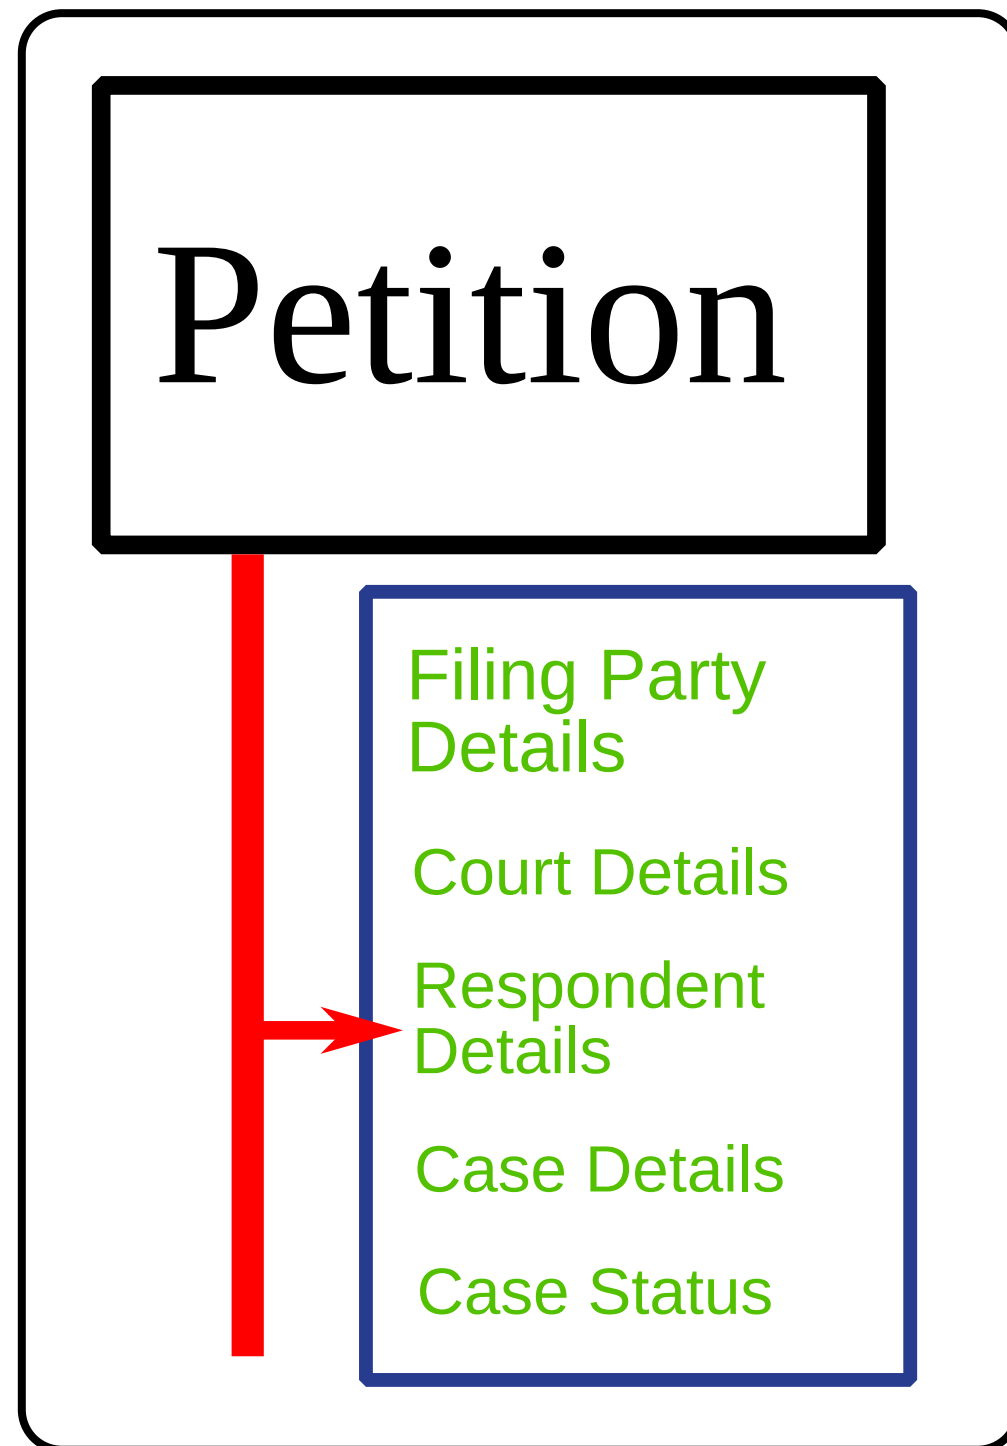 Petition
Filing Party
Details
Court Details
Respondent
Details
Case Details
Case Status